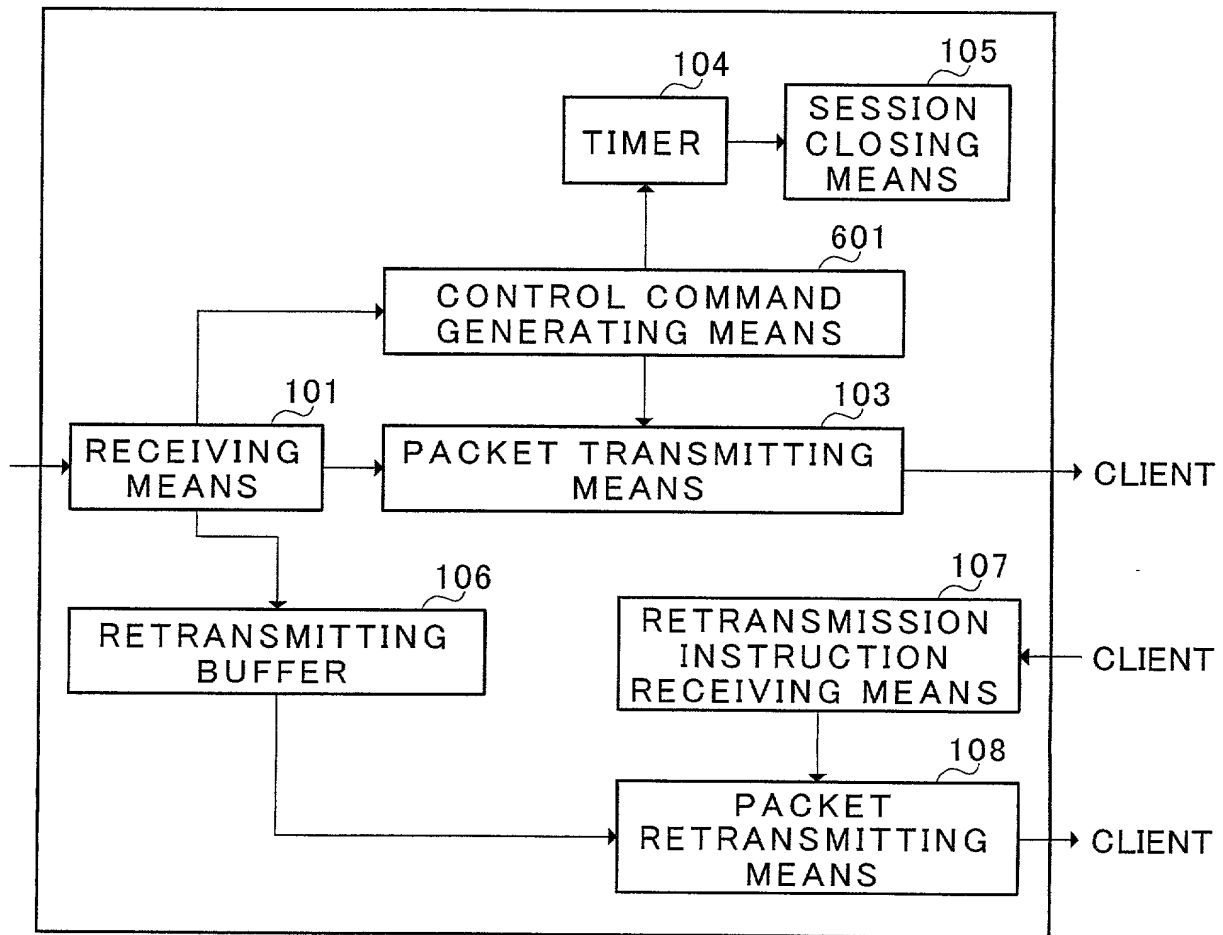 104
TIMER
105
SESSION
CLOSING
MEANS
601
CONTROL COMMAND
GENERATING MEANS
101
RECEIVING
MEANS
103
PACKET TRANSMITTING
MEANS
CLIENT
106
RETRANSMITTING
BUFFER
107
RETRANSMISSION
INSTRUCTION
RECEIVING MEANS
CLIENT
108
PACKET
RETRANSMITTING
MEANS
CLIENT